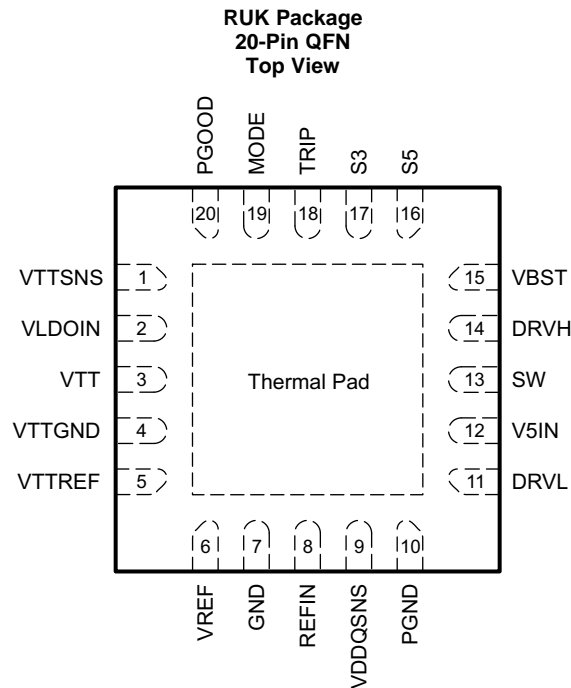 RUK Package
20-Pin QFN
Top View
PGOOD
MODE
TRIP
S3
S5
20
19
18
17
16
VTTSNS 1
15 VBST
VLDOIN 2
14 DRVH
VTT 3
Thermal Pad
13 SW
VTTGND 4
12 V5IN
VTTREF 5
11 DRVL
6
7
8
9
10
VREF
GND
REFIN
VDDQSNS
PGND